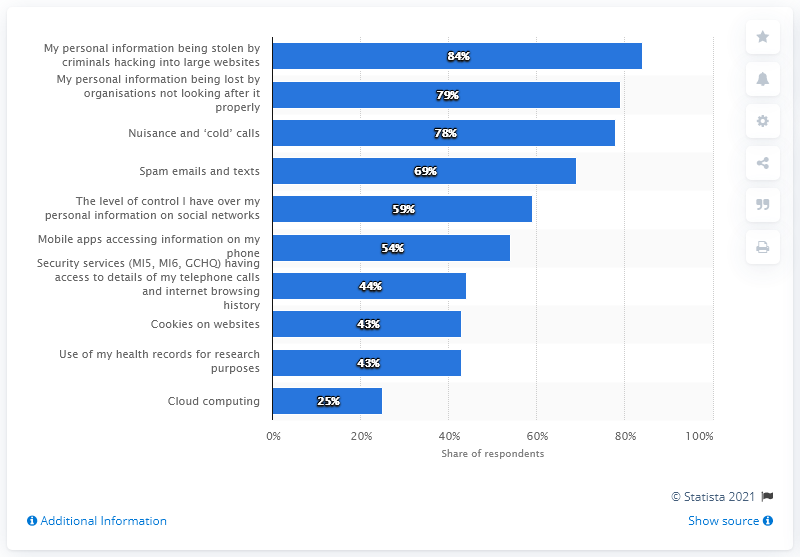 My personal information being stolen by
criminals hacking into large websites
84%
My personal information being lost by
organisations not looking after it
properly
79%
Nuisance and ‘cold’ calls
78%
Spam emails and texts
69%
The level of control I have over my
personal information on social networks
59%
Mobile apps accessing information on my
phone
54%
Security services (MI5, MI6, GCHQ) having
access to details of my telephone calls
and internet browsing
history
44%
Cookies on websites
43%
Use of my health records for research
purposes
43%
Cloud computing
25%
0% 20% 40% 60% 80% 100%
Share of respondents
© Statista 2021
Additional Information
Show source